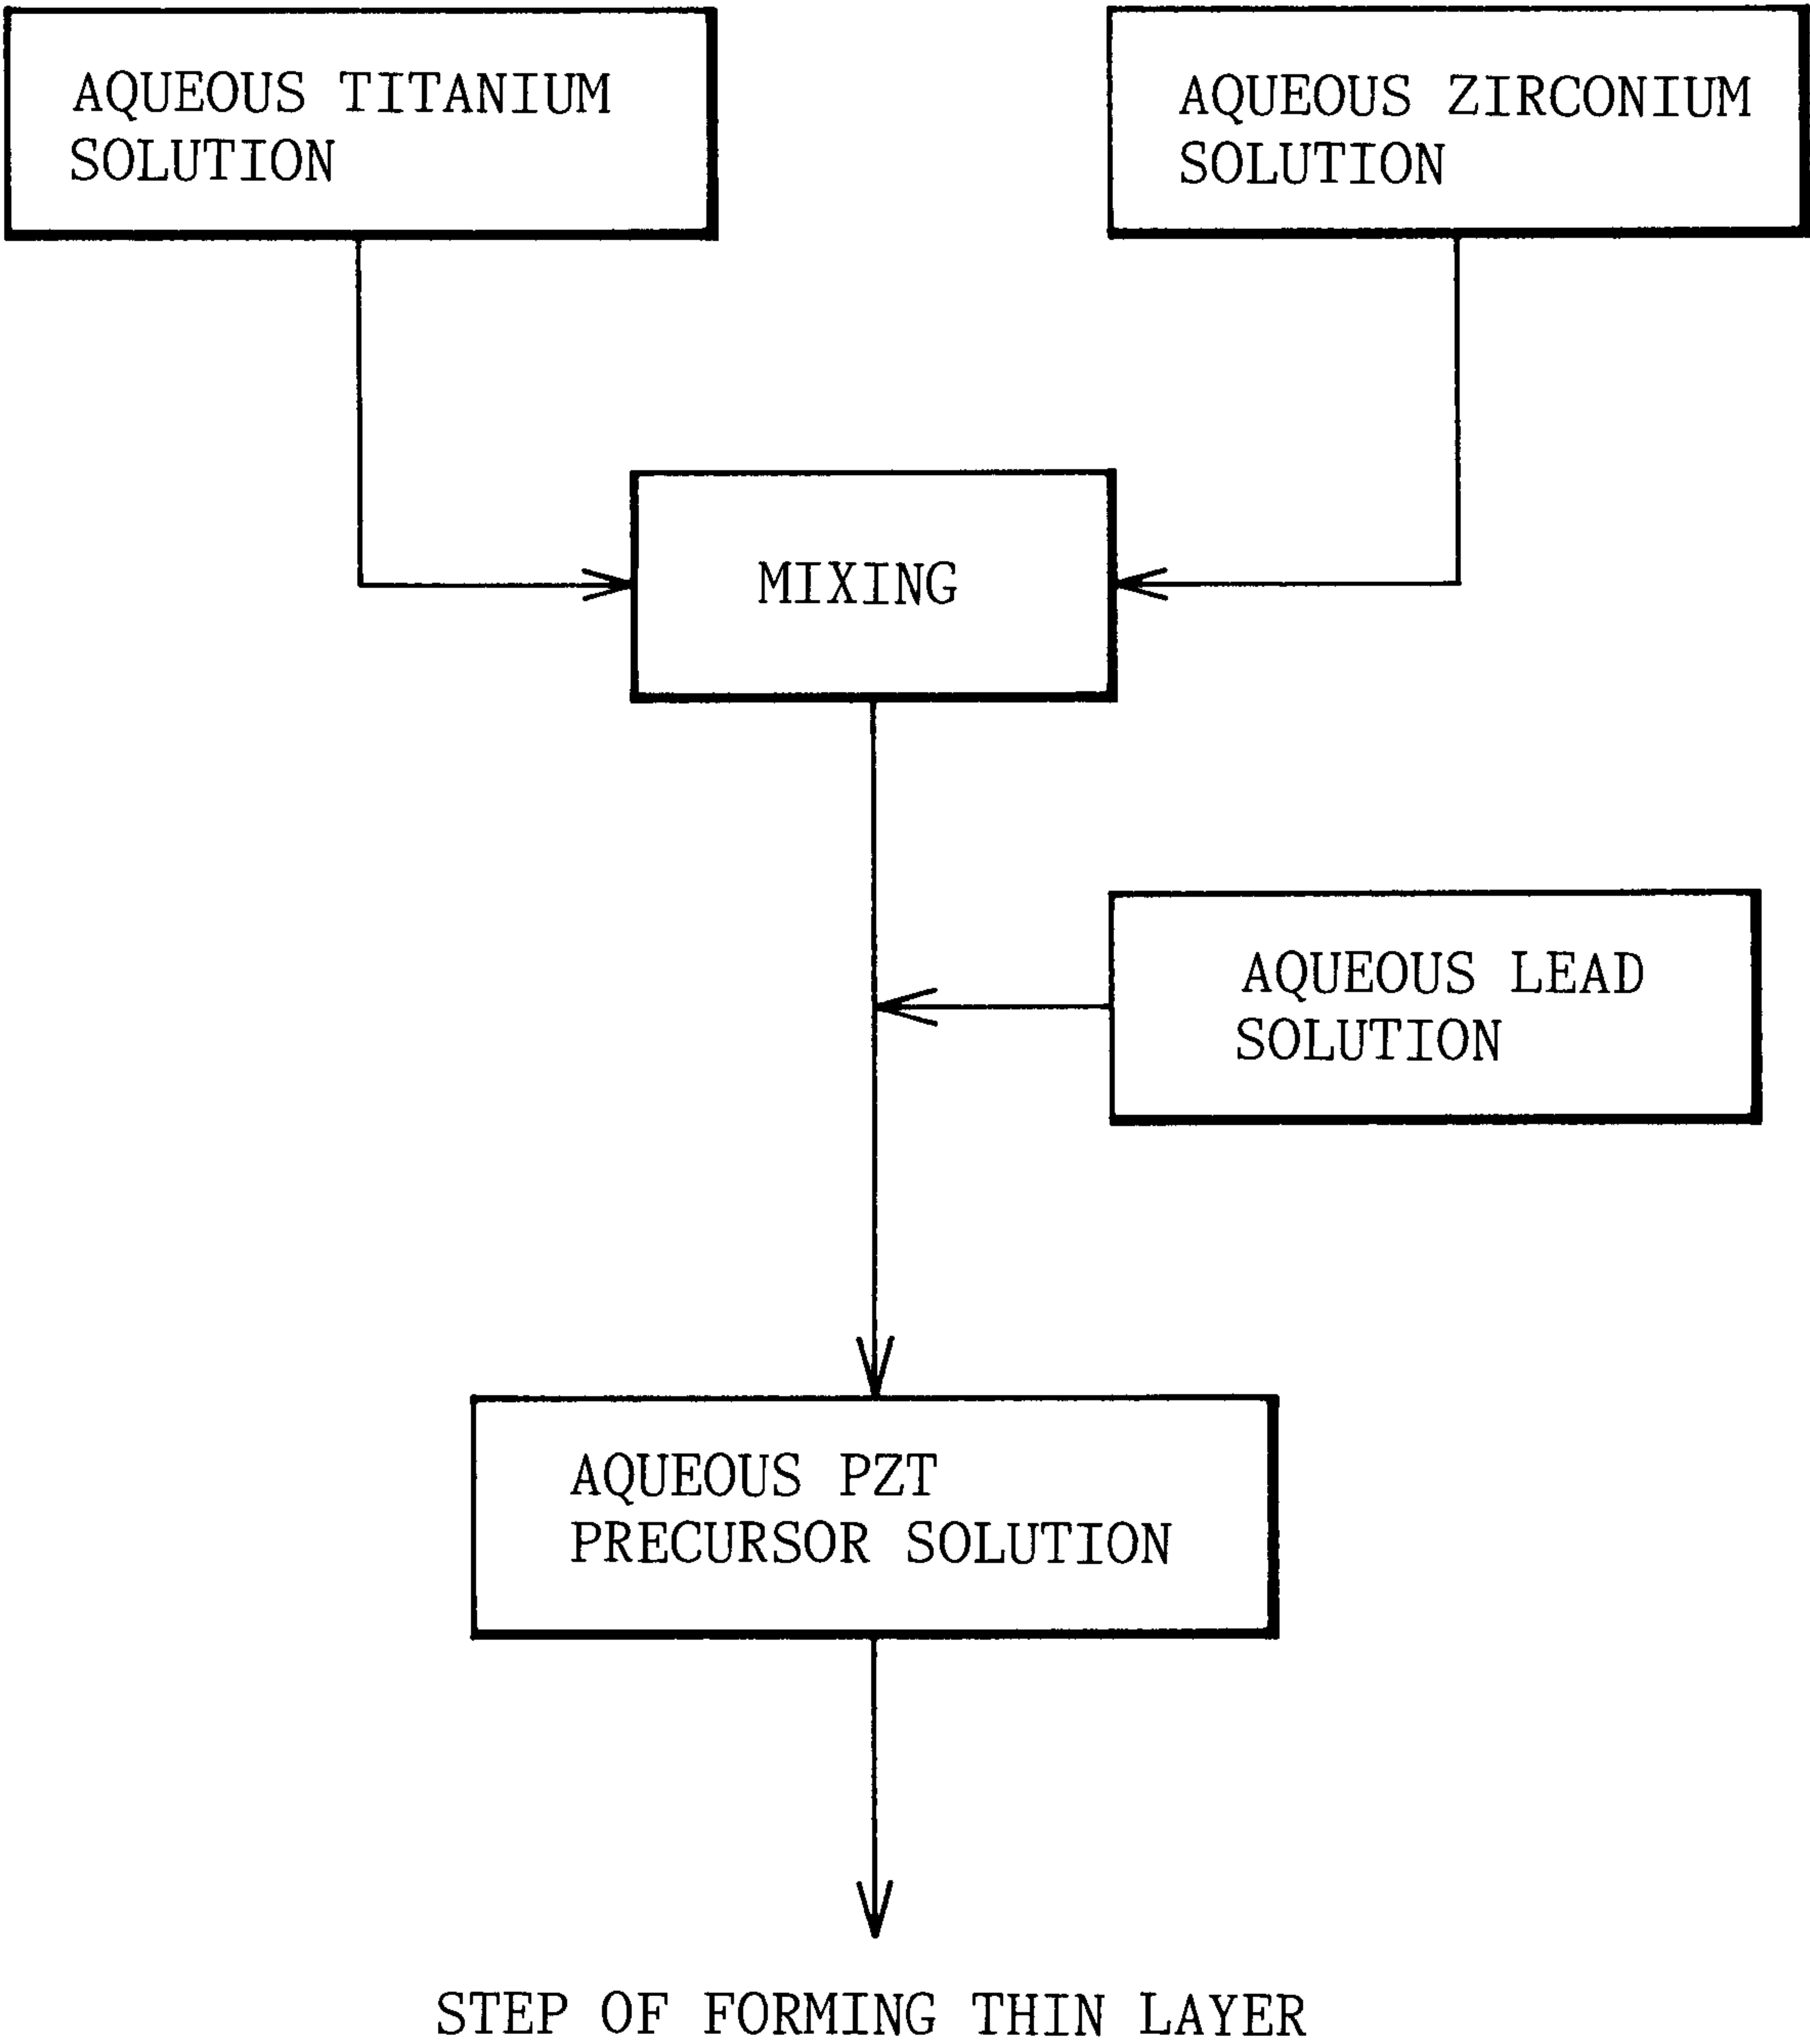 AQUEOUS TITANIUM
SOLUTION
AQUEOUS ZIRCONIUM
SOLUTION
MIXING
AQUEOUS LEAD
SOLUTION
AQUEOUS PZT
PRECURSOR SOLUTION
STEP OF FORMING THIN LAYER